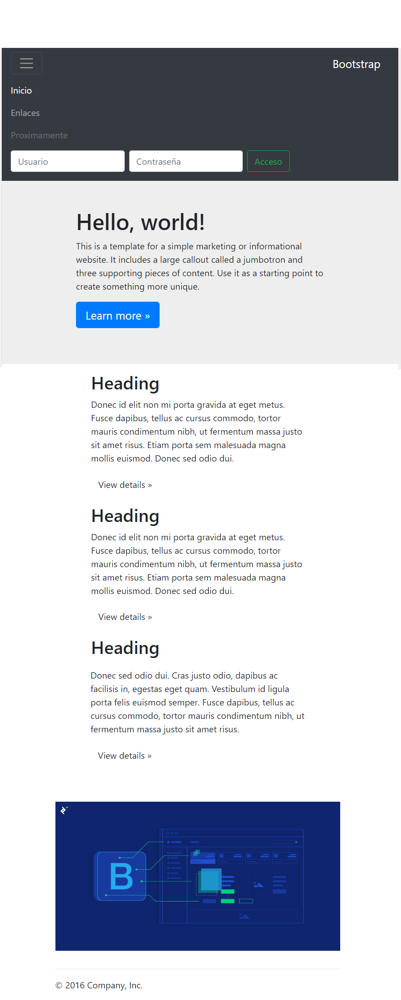 Bootstrap
Inicio
Enlaces
Proximamente
Usuario Contraseña Acceso
Hello, world!
This is a template for a simple marketing or informational
website. It includes a large callout called a jumbotron and
three supporting pieces of content. Use it as a starting point to
create something more unique.
Learn more »
Heading
Donec id elit non mi porta gravida at eget metus.
Fusce dapibus, tellus ac cursus commodo, tortor
mauris condimentum nibh, ut fermentum massa justo
sit amet risus. Etiam porta sem malesuada magna
mollis euismod. Donec sed odio dui.
View details »
Heading
Donec id elit non mi porta gravida at eget metus.
Fusce dapibus, tellus ac cursus commodo, tortor
mauris condimentum nibh, ut fermentum massa justo
sit amet risus. Etiam porta sem malesuada magna
mollis euismod. Donec sed odio dui.
View details »
Heading
Donec sed odio dui. Cras justo odio, dapibus ac
facilisis in, egestas eget quam. Vestibulum id ligula
porta felis euismod semper. Fusce dapibus, tellus ac
cursus commodo, tortor mauris condimentum nibh, ut
fermentum massa justo sit amet risus.
View details »
™
B
© 2016 Company, Inc.